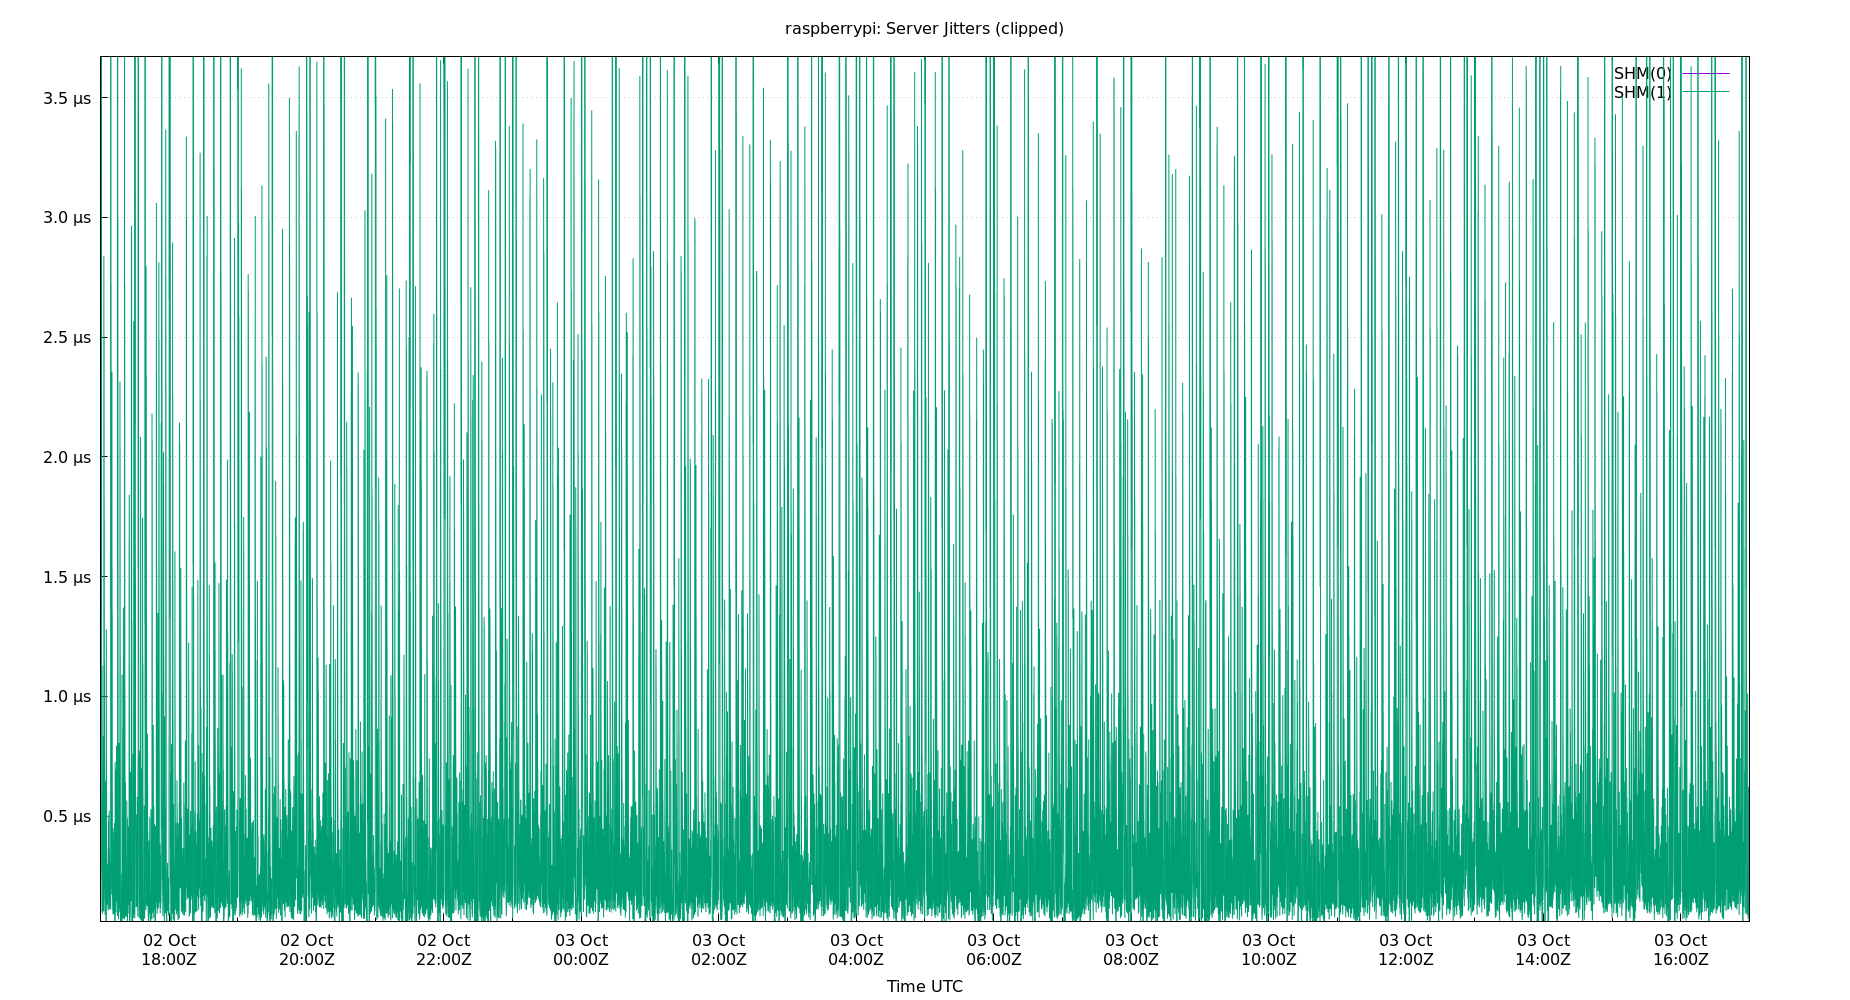 raspberrypi: Server Jitters (clipped)
SHM(0)
SHM(1)
3.5 µs
3.0 µs
2.5 µs
2.0 µs
1.5 µs
1.0 µs
0.5 µs
02 Oct 02 Oct 02 Oct 03 Oct 03 Oct 03 Oct 03 Oct 03 Oct 03 Oct 03 Oct 03 Oct 03 Oct
18:00Z 20:00Z 22:00Z 00:00Z 02:00Z 04:00Z 06:00Z 08:00Z 10:00Z 12:00Z 14:00Z 16:00Z
Time UTC